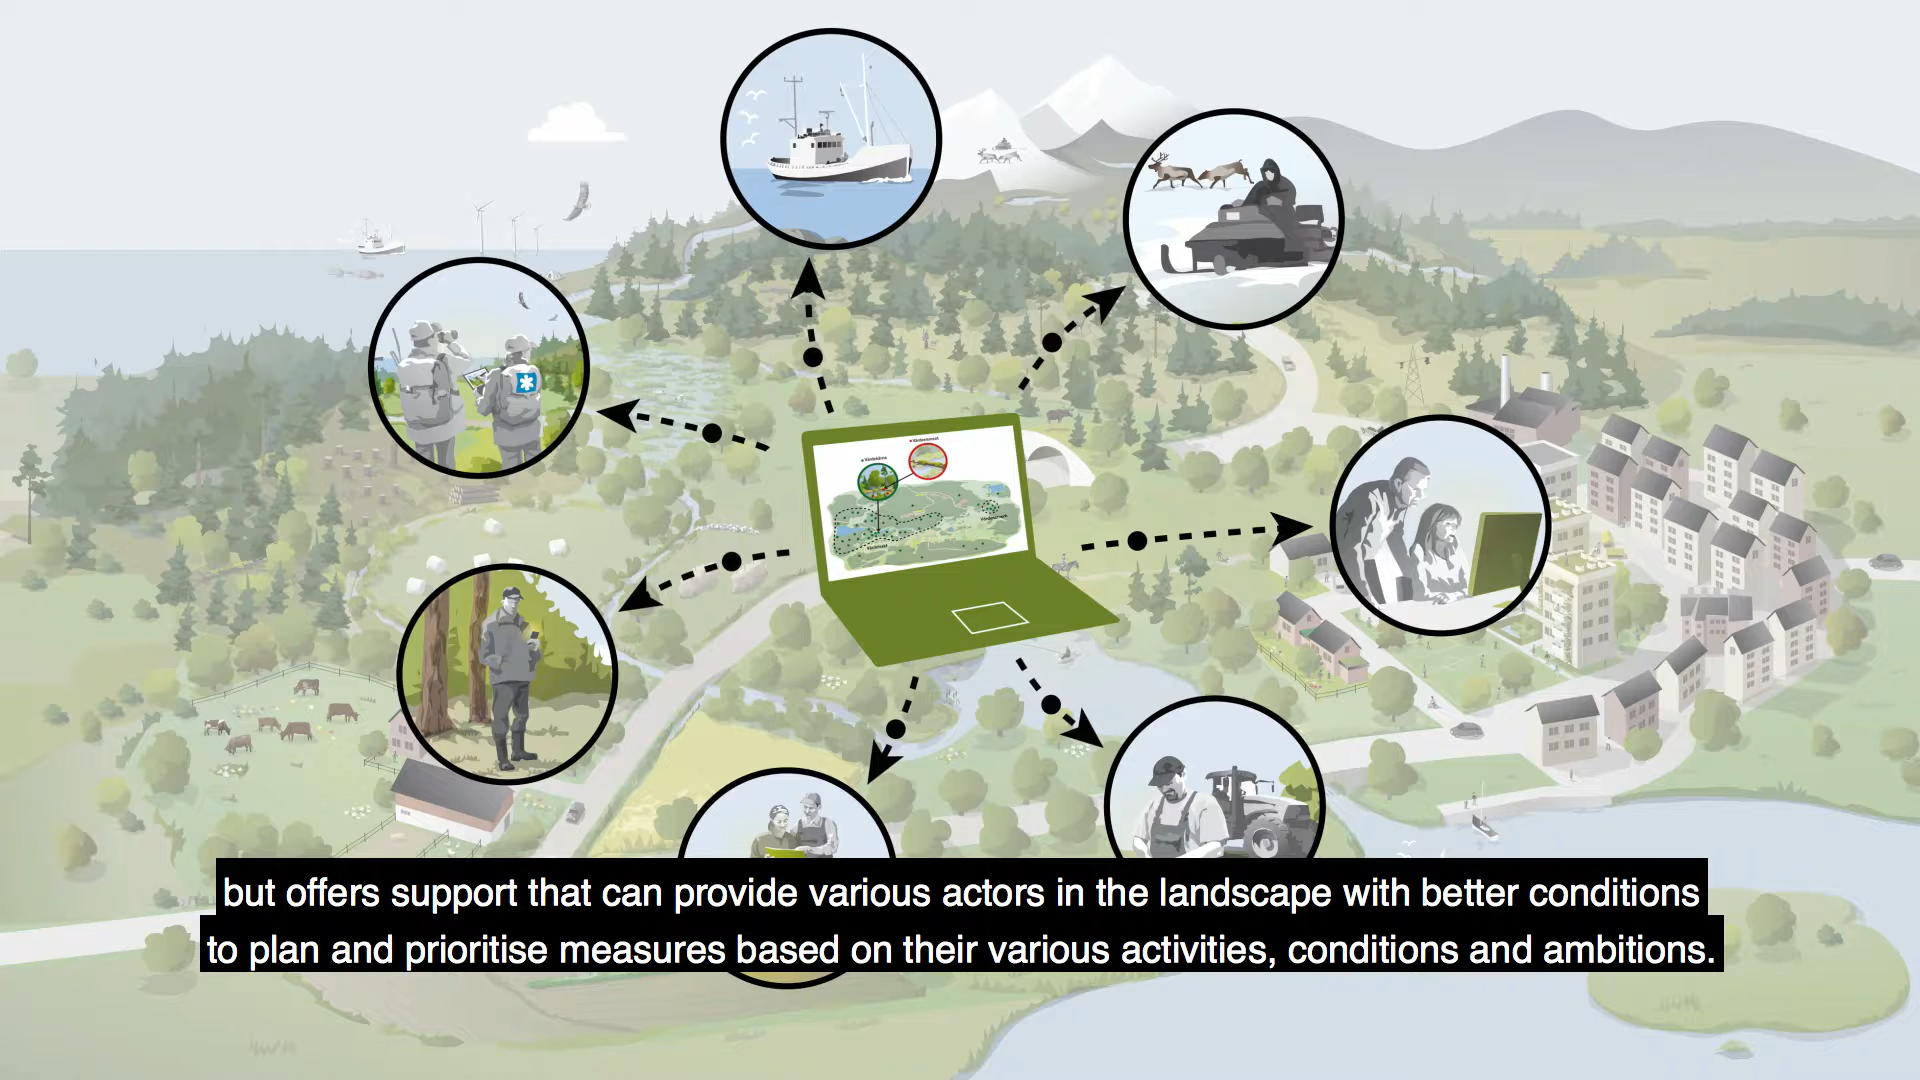 but offers support that can provide various actors in the landscape with better conditions
to plan and prioritise measures based on their various activities, conditions and ambitions.